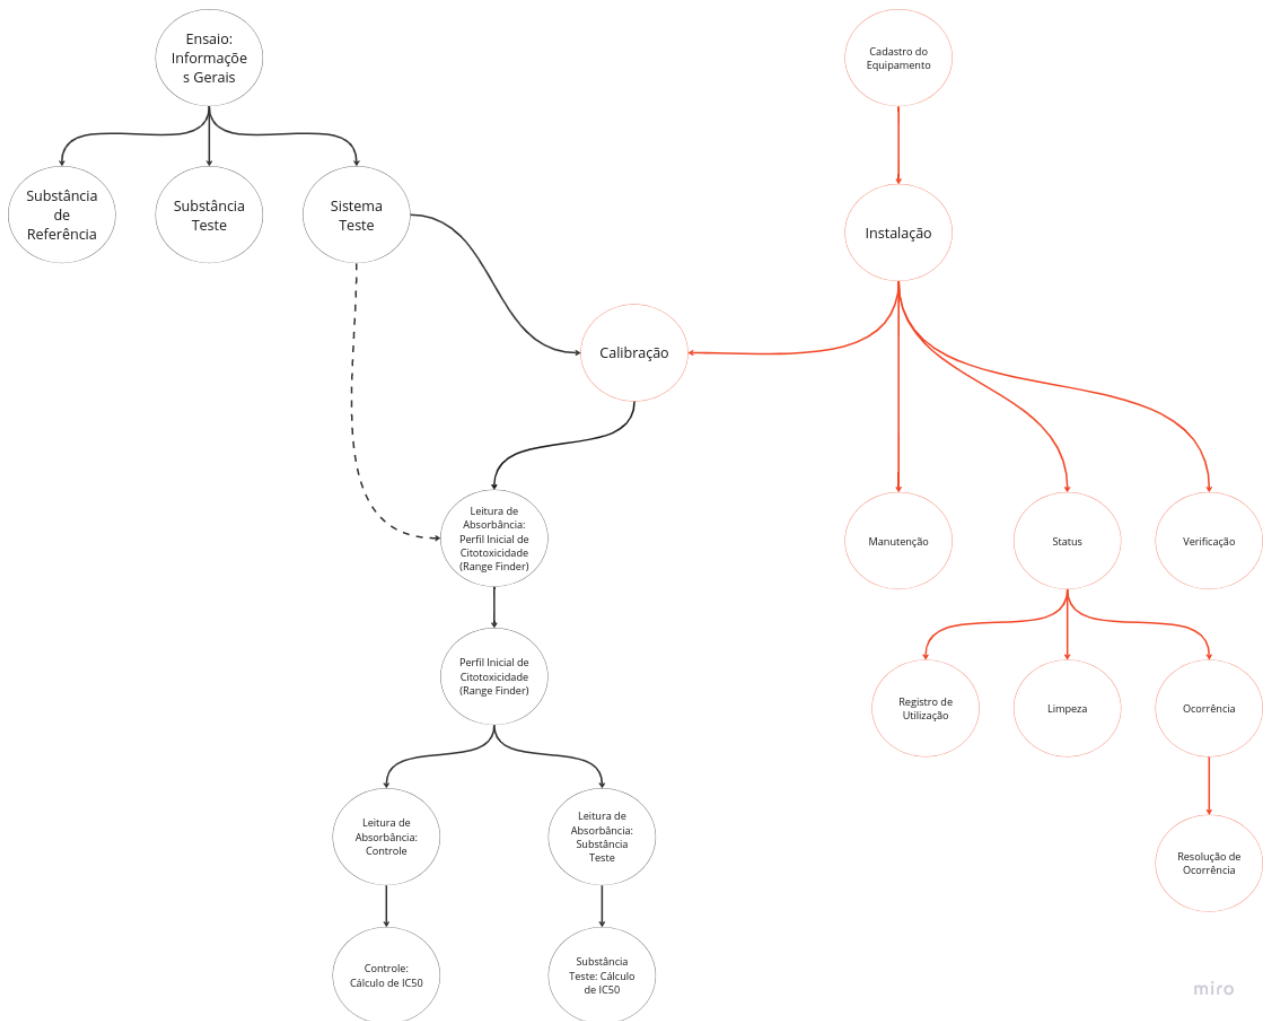 Ensaio:
Informaçõe
s Gerais
Cadastro do
Equipamento
Substância
de
Referência
Substância
Teste
Sistema
Teste
Instalação
Calibração
Leitura de
Absorbância:
Perfil Inicial de
Citotoxicidade
(Range Finder)
Manutenção
Status
Verificação
Perfil Inicial de
Citotoxicidade
(Range Finder)
Registro de
Utilização
Limpeza
Ocorrência
Leitura de
Absorbância:
Controle
Leitura de
Absorbância:
Substância
Teste
Resolução de
Ocorrência
Controle:
Cálculo de IC50
Substância
Teste: Cálculo
de IC50
miro